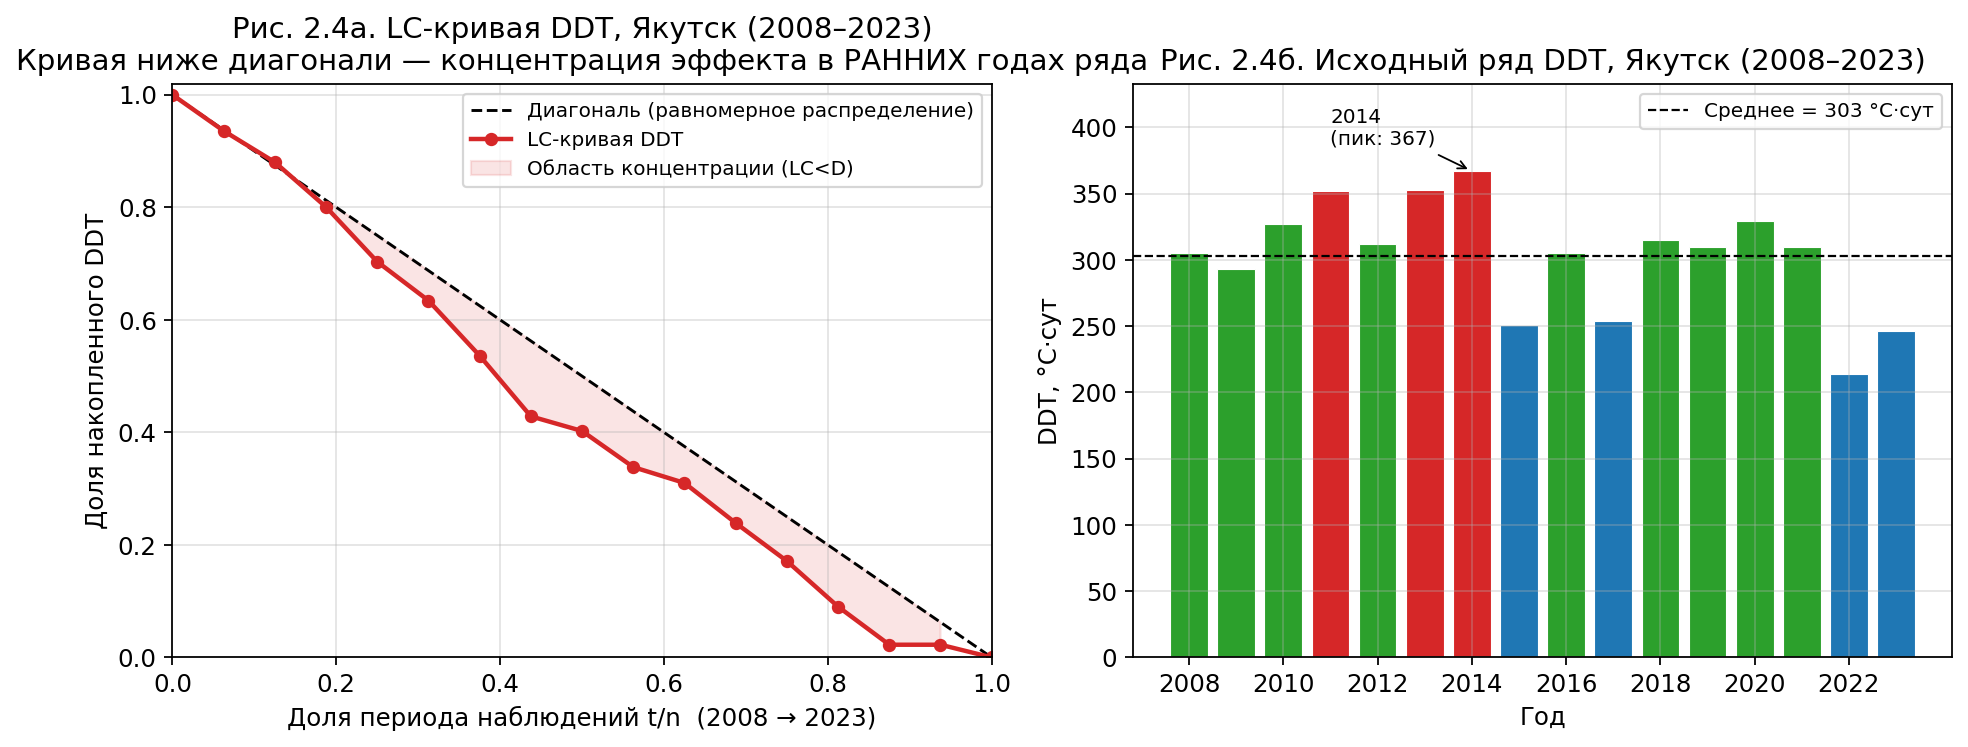 Рис. 2.4а. LC-кривая DDT, Якутск (2008–2023)
Кривая ниже диагонали — концентрация эффекта в РАННИХ годах ряда
1.0
0.8
0.6
0.4
0.2
0.0
Доля накопленного DDT
Диагональ (равномерное распределение)
LC-кривая DDT
Область концентрации (LC<D)
0.0 0.2 0.4 0.6 0.8 1.0
Доля периода наблюдений t/n (2008 → 2023)
Рис. 2.4б. Исходный ряд DDT, Якутск (2008–2023)
400
350
300
250
200
150
100
50
0
DDT, °C·сут
2014
(пик: 367)
Среднее = 303 °C·сут
2008 2010 2012 2014 2016 2018 2020 2022
Год